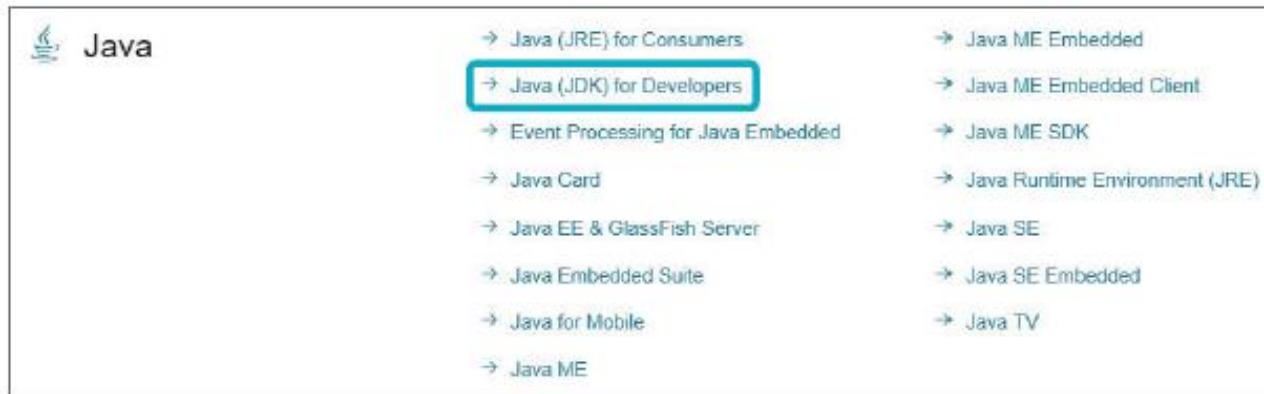 Java
→ Java (JRE) for Consumers
→ Java (JDK) for Developers
→ Event Processing for Java Embedded
→ Java Card
→ Java EE & GlassFish Server
→ Java Embedded Suite
→ Java for Mobile
→ Java ME
→ Java ME Embedded
→ Java ME Embedded Client
→ Java ME SDK
→ Java Runtime Environment (JRE)
→ Java SE
→ Java SE Embedded
→ Java TV